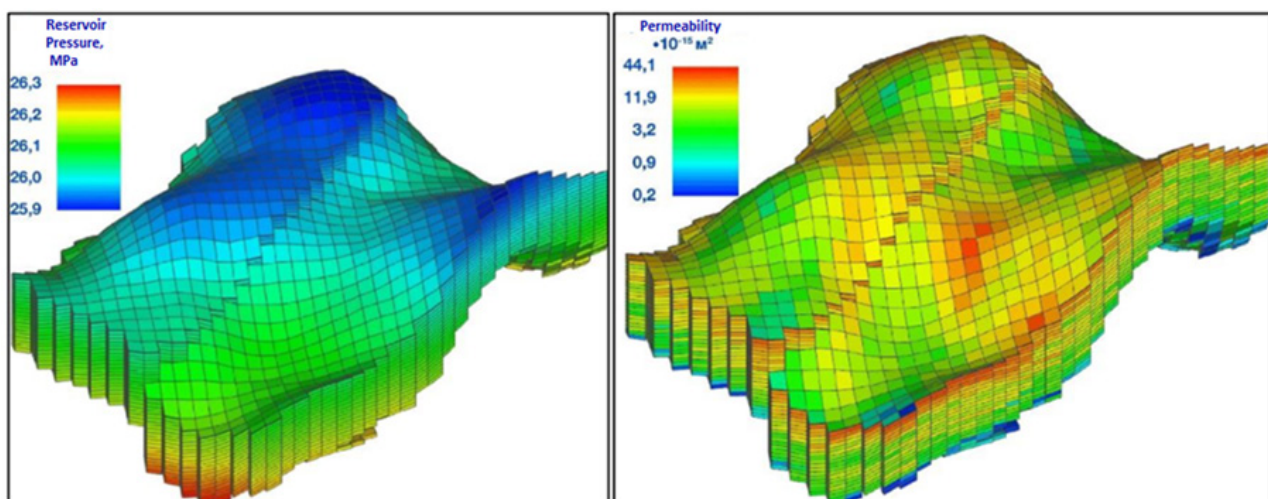 Reservoir
Pressure,
MPa
26,3
26,2
26,1
26,0
25,9
Permeability
•10⁻¹⁵ м²
44,1
11,9
3,2
0,9
0,2